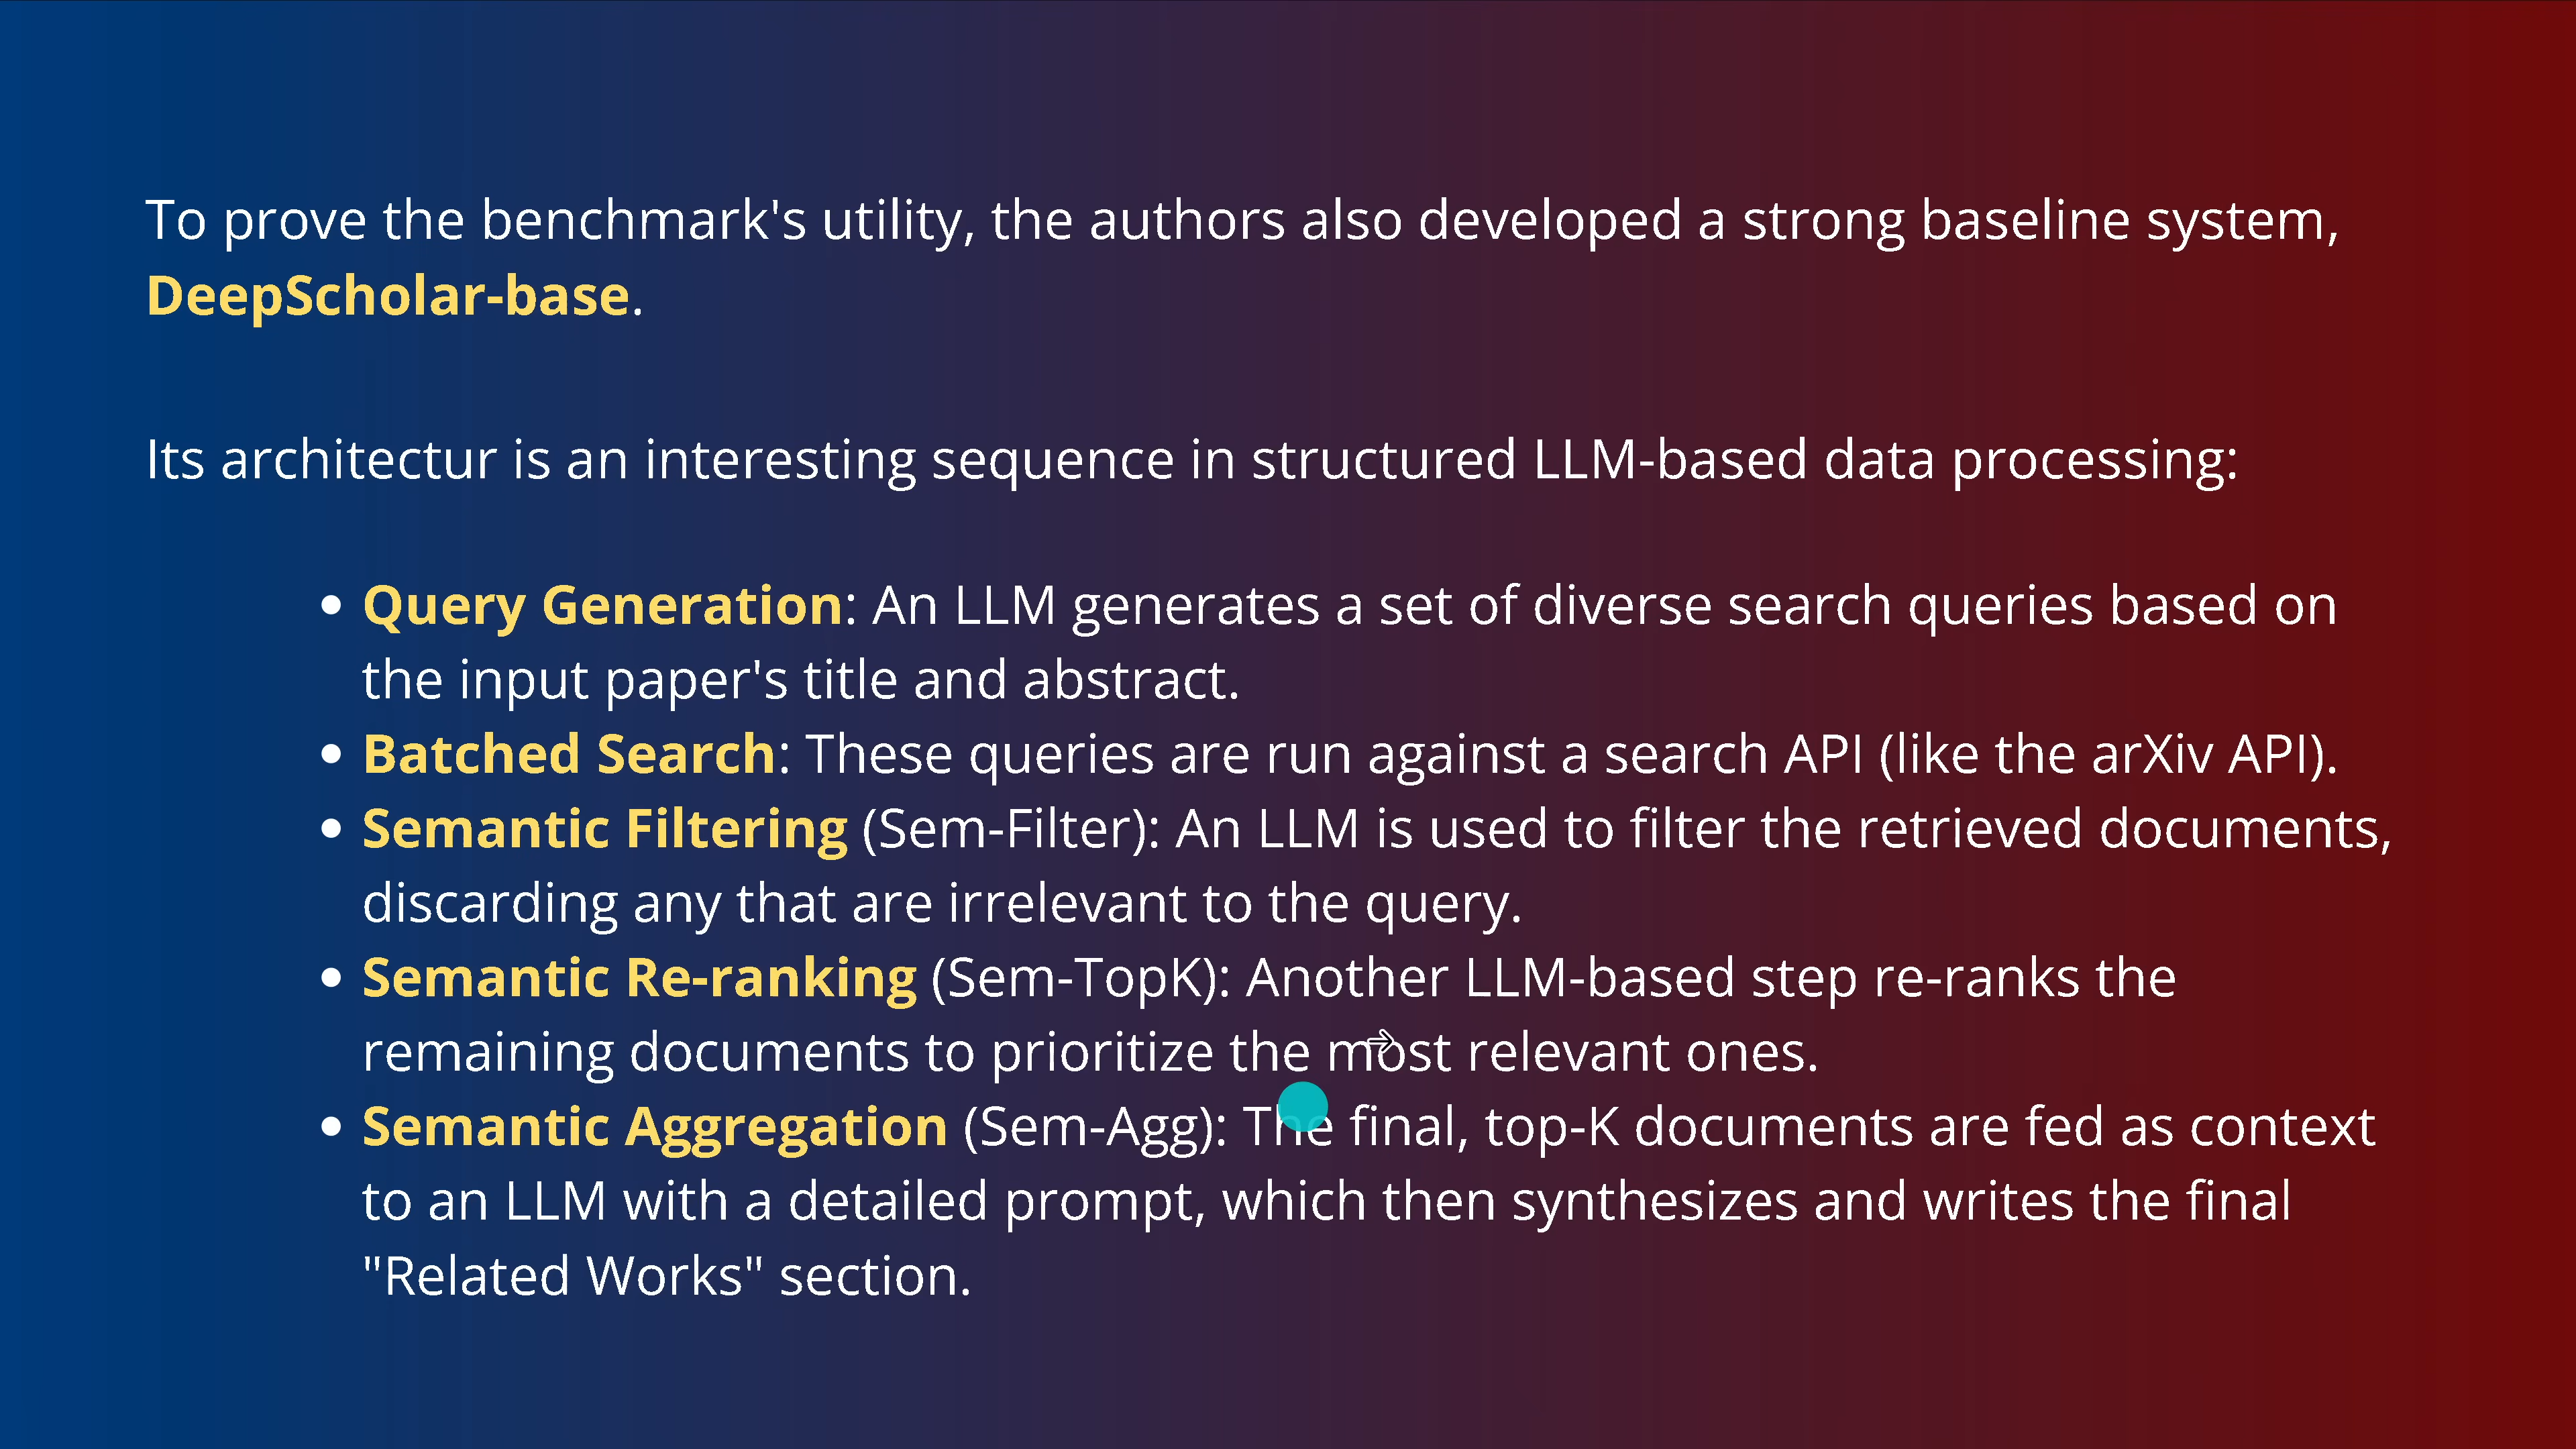 To prove the benchmark's utility, the authors also developed a strong baseline system,
DeepScholar-base.
Its architectur is an interesting sequence in structured LLM-based data processing:
• Query Generation: An LLM generates a set of diverse search queries based on
the input paper's title and abstract.
• Batched Search: These queries are run against a search API (like the arXiv API).
• Semantic Filtering (Sem-Filter): An LLM is used to filter the retrieved documents,
discarding any that are irrelevant to the query.
• Semantic Re-ranking (Sem-TopK): Another LLM-based step re-ranks the
remaining documents to prioritize the most relevant ones.
• Semantic Aggregation (Sem-Agg): The final, top-K documents are fed as context
to an LLM with a detailed prompt, which then synthesizes and writes the final
"Related Works" section.